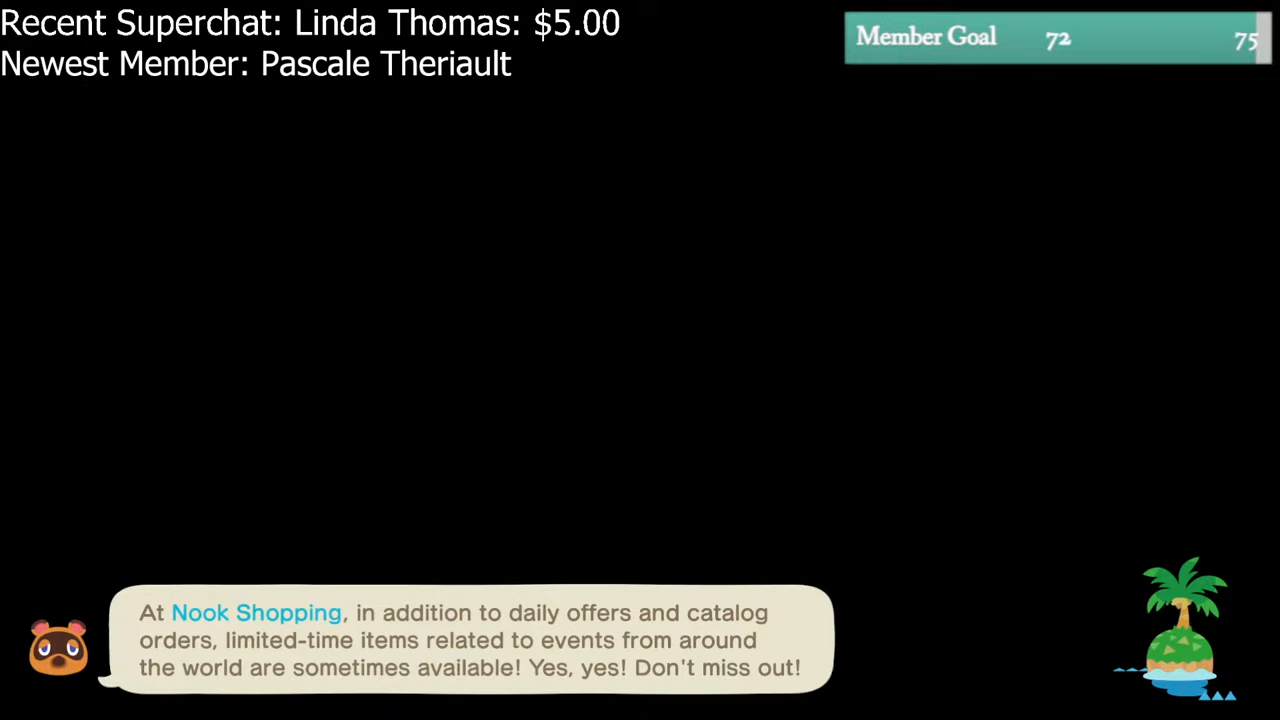 Recent Superchat: Linda Thomas: $5.00
Newest Member: Pascale Theriault
Member Goal 72 75
At Nook Shopping, in addition to daily offers and catalog
orders, limited-time items related to events from around
the world are sometimes available! Yes, yes! Don't miss out!